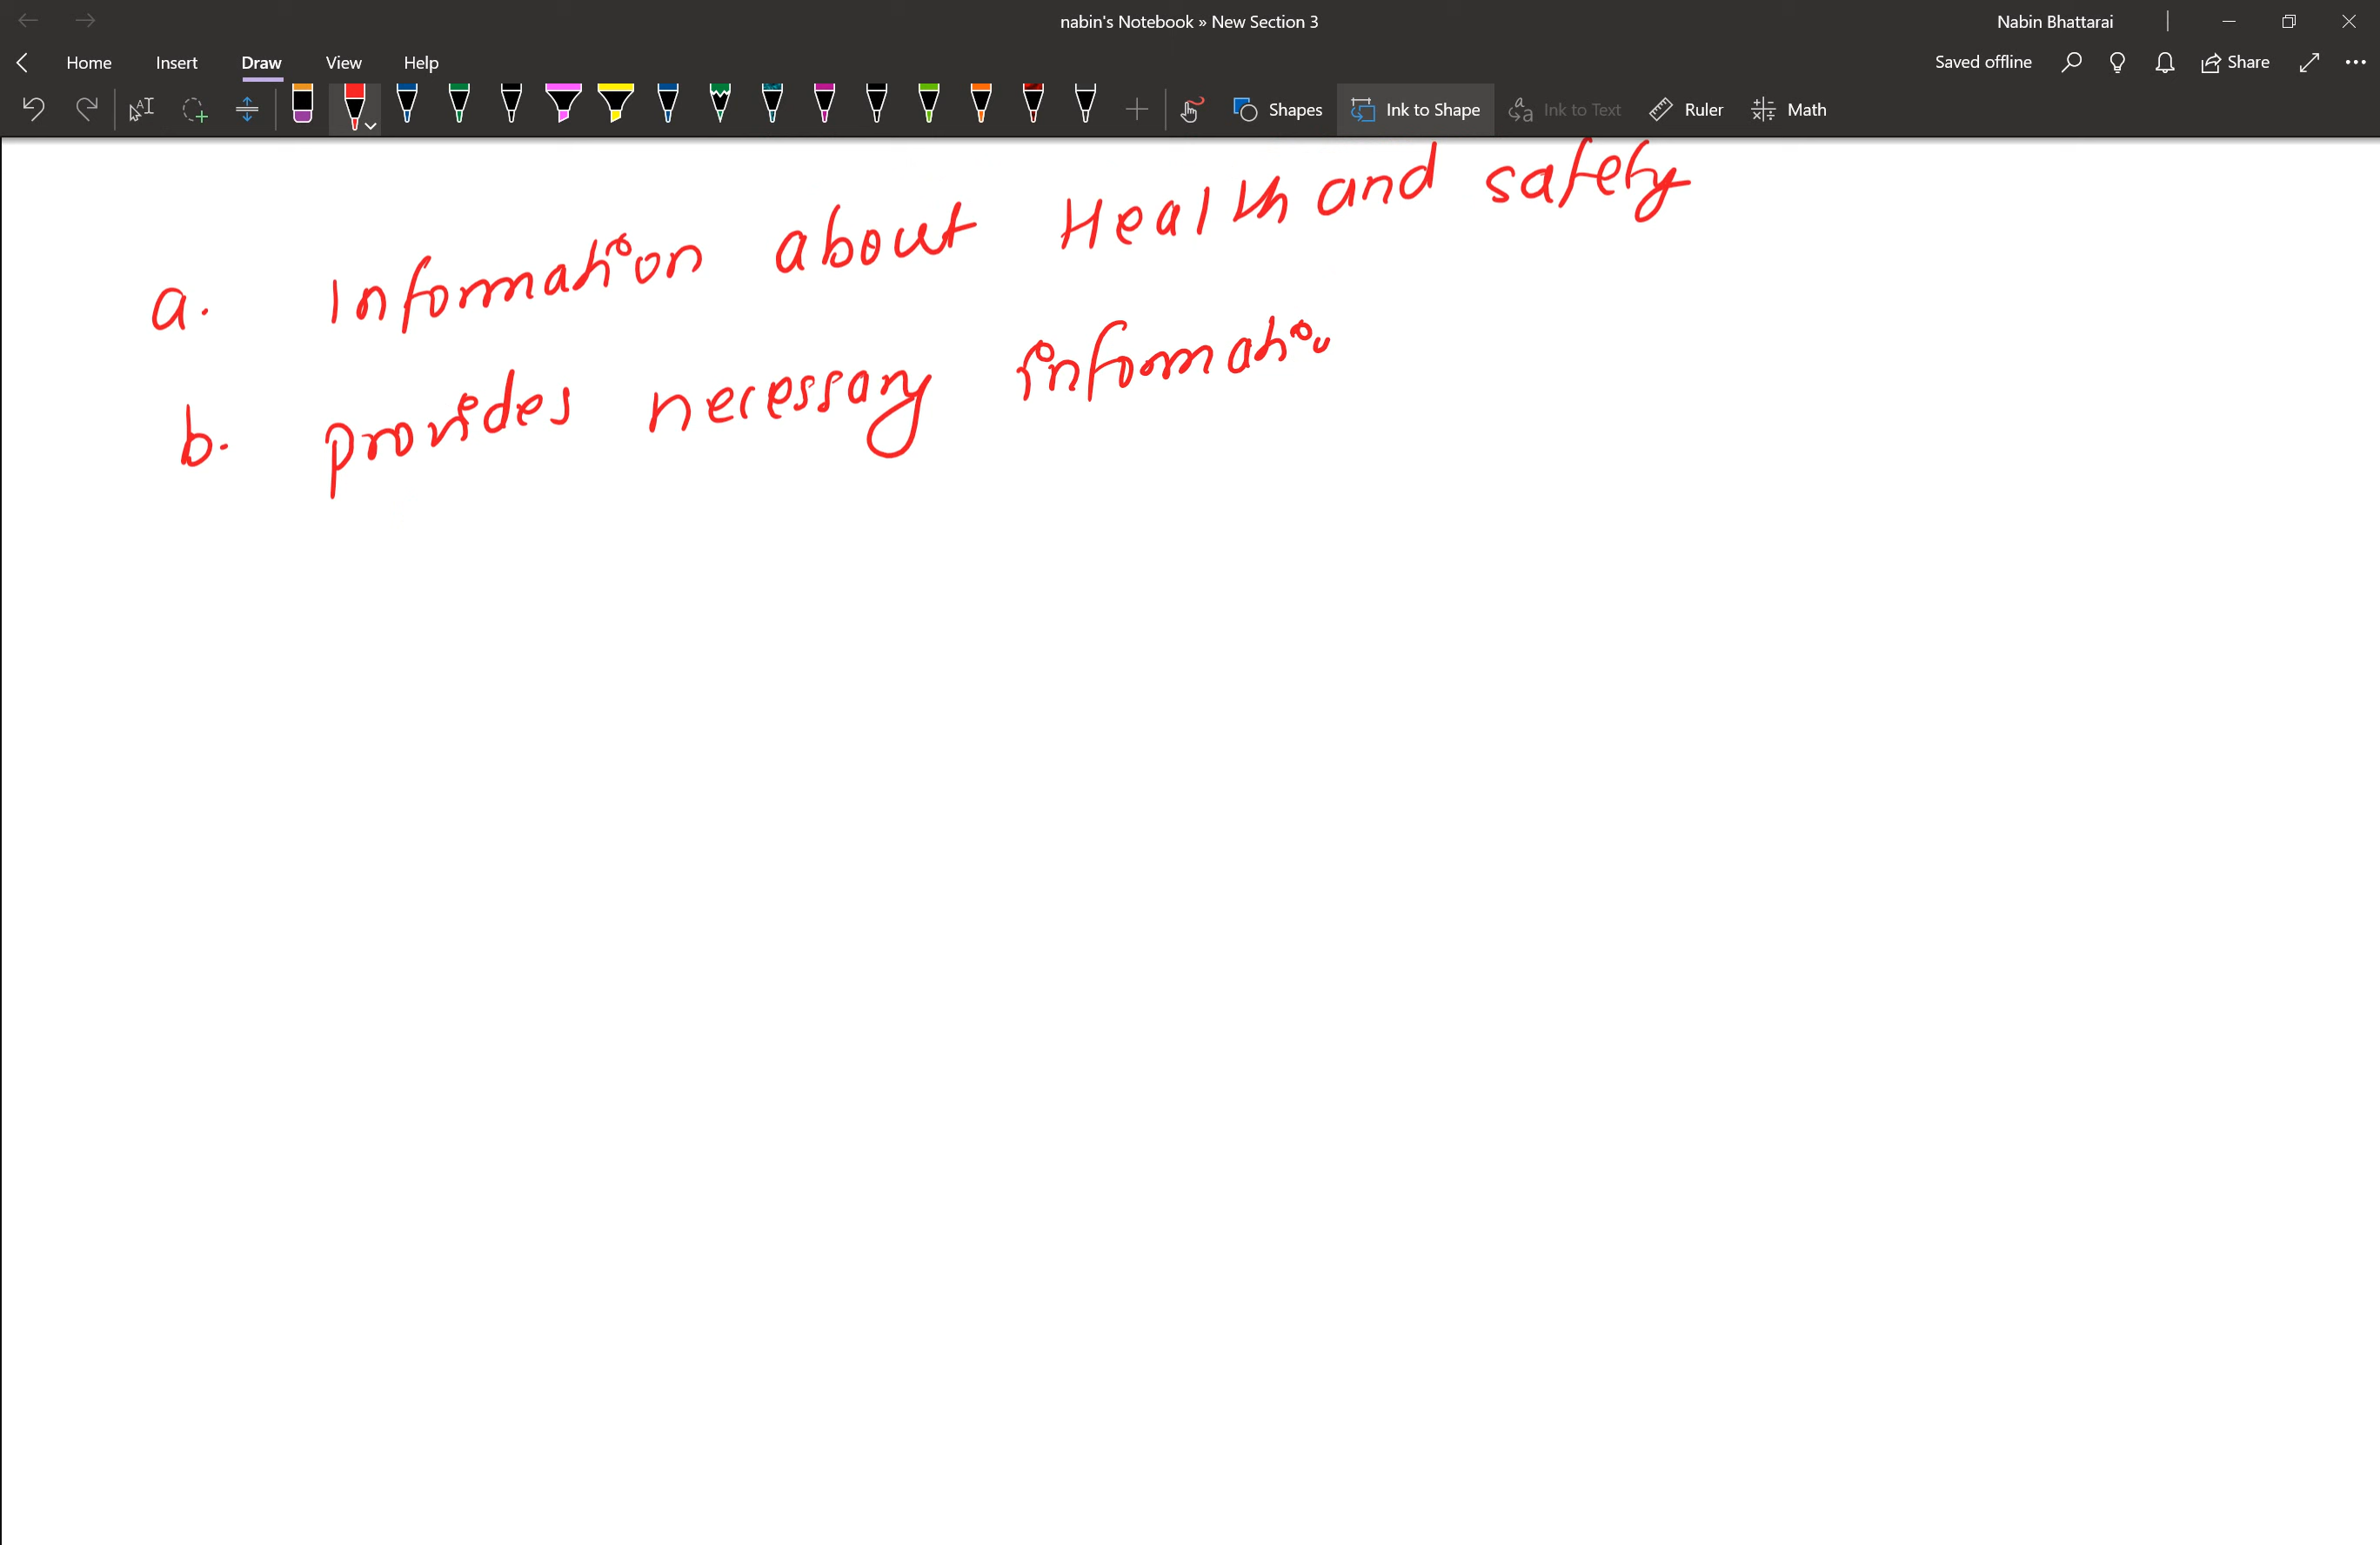 nabin's Notebook » New Section 3
Nabin Bhattarai
Home Insert Draw View Help
Saved offline Share
Shapes Ink to Shape Ink to Text Ruler Math
a. Information about Health and safety
b. provides necessary informatio